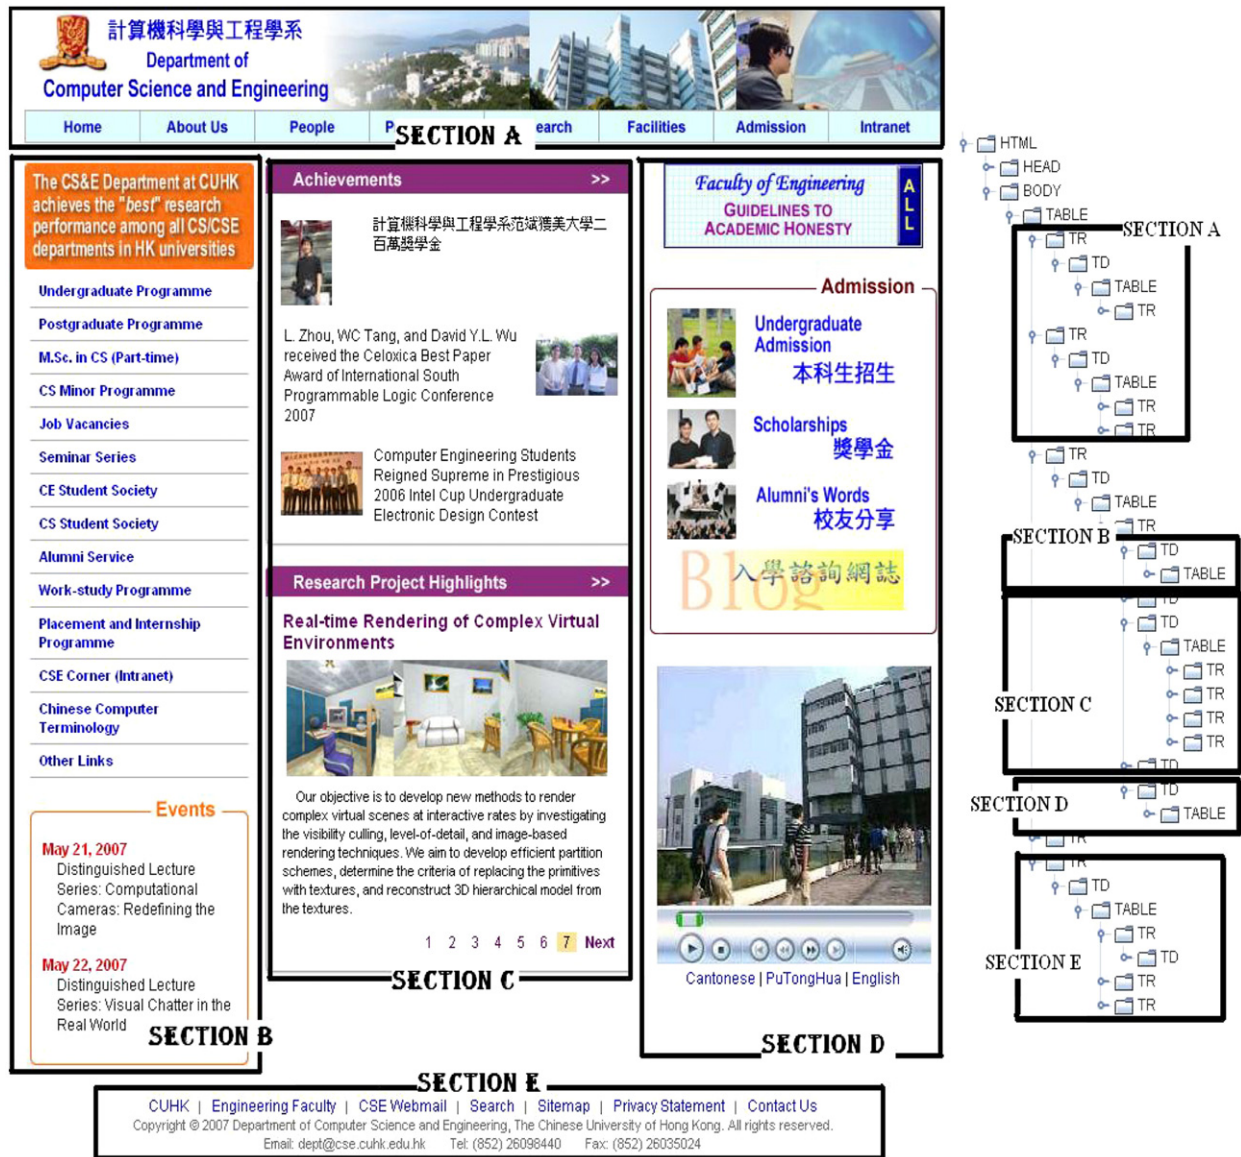 計算機科學與工程學系
Department of
Computer Science and Engineering
Home
About Us
People
P
earch
Facilities
Admission
Intranet
SECTION A
The CS&E Department at CUHK
achieves the "best" research
performance among all CS/CSE
departments in HK universities
Undergraduate Programme
Postgraduate Programme
M.Sc. in CS (Part-time)
CS Minor Programme
Job Vacancies
Seminar Series
CE Student Society
CS Student Society
Alumni Service
Work-study Programme
Placement and Internship
Programme
CSE Corner (Intranet)
Chinese Computer
Terminology
Other Links
Events
May 21, 2007
Distinguished Lecture
Series: Computational
Cameras: Redefining the
Image
May 22, 2007
Distinguished Lecture
Series: Visual Chatter in the
Real World
SECTION B
Achievements >>
計算機科學與工程學系范斌獲美大學二
百萬獎學金
L. Zhou, WC Tang, and David Y.L. Wu
received the Celoxica Best Paper
Award of International South
Programmable Logic Conference
2007
Computer Engineering Students
Reigned Supreme in Prestigious
2006 Intel Cup Undergraduate
Electronic Design Contest
Research Project Highlights >>
Real-time Rendering of Complex Virtual
Environments
Our objective is to develop new methods to render
complex virtual scenes at interactive rates by investigating
the visibility culling, level-of-detail, and image-based
rendering techniques. We aim to develop efficient partition
schemes, determine the criteria of replacing the primitives
with textures, and reconstruct 3D hierarchical model from
the textures.
1 2 3 4 5 6 7 Next
SECTION C
Faculty of Engineering
GUIDELINES TO
ACADEMIC HONESTY
ALL
Admission
Undergraduate
Admission
本科生招生
Scholarships
獎學金
Alumni's Words
校友分享
Blog 入學諮詢網誌
Cantonese | PuTongHua | English
SECTION D
SECTION E
CUHK | Engineering Faculty | CSE Webmail | Search | Sitemap | Privacy Statement | Contact Us
Copyright © 2007 Department of Computer Science and Engineering, The Chinese University of Hong Kong. All rights reserved.
Email: dept@cse.cuhk.edu.hk Tel: (852) 26098440 Fax: (852) 26035024
HTML
HEAD
BODY
TABLE
SECTION A
TR
TD
TABLE
TR
TR
TD
TABLE
TR
TR
TR
TD
TABLE
TR
SECTION B
TD
TABLE
TD
TD
TABLE
TR
TR
SECTION C
TR
TR
TD
TD
SECTION D
TABLE
TR
TR
TD
TABLE
TR
SECTION E
TD
TR
TR